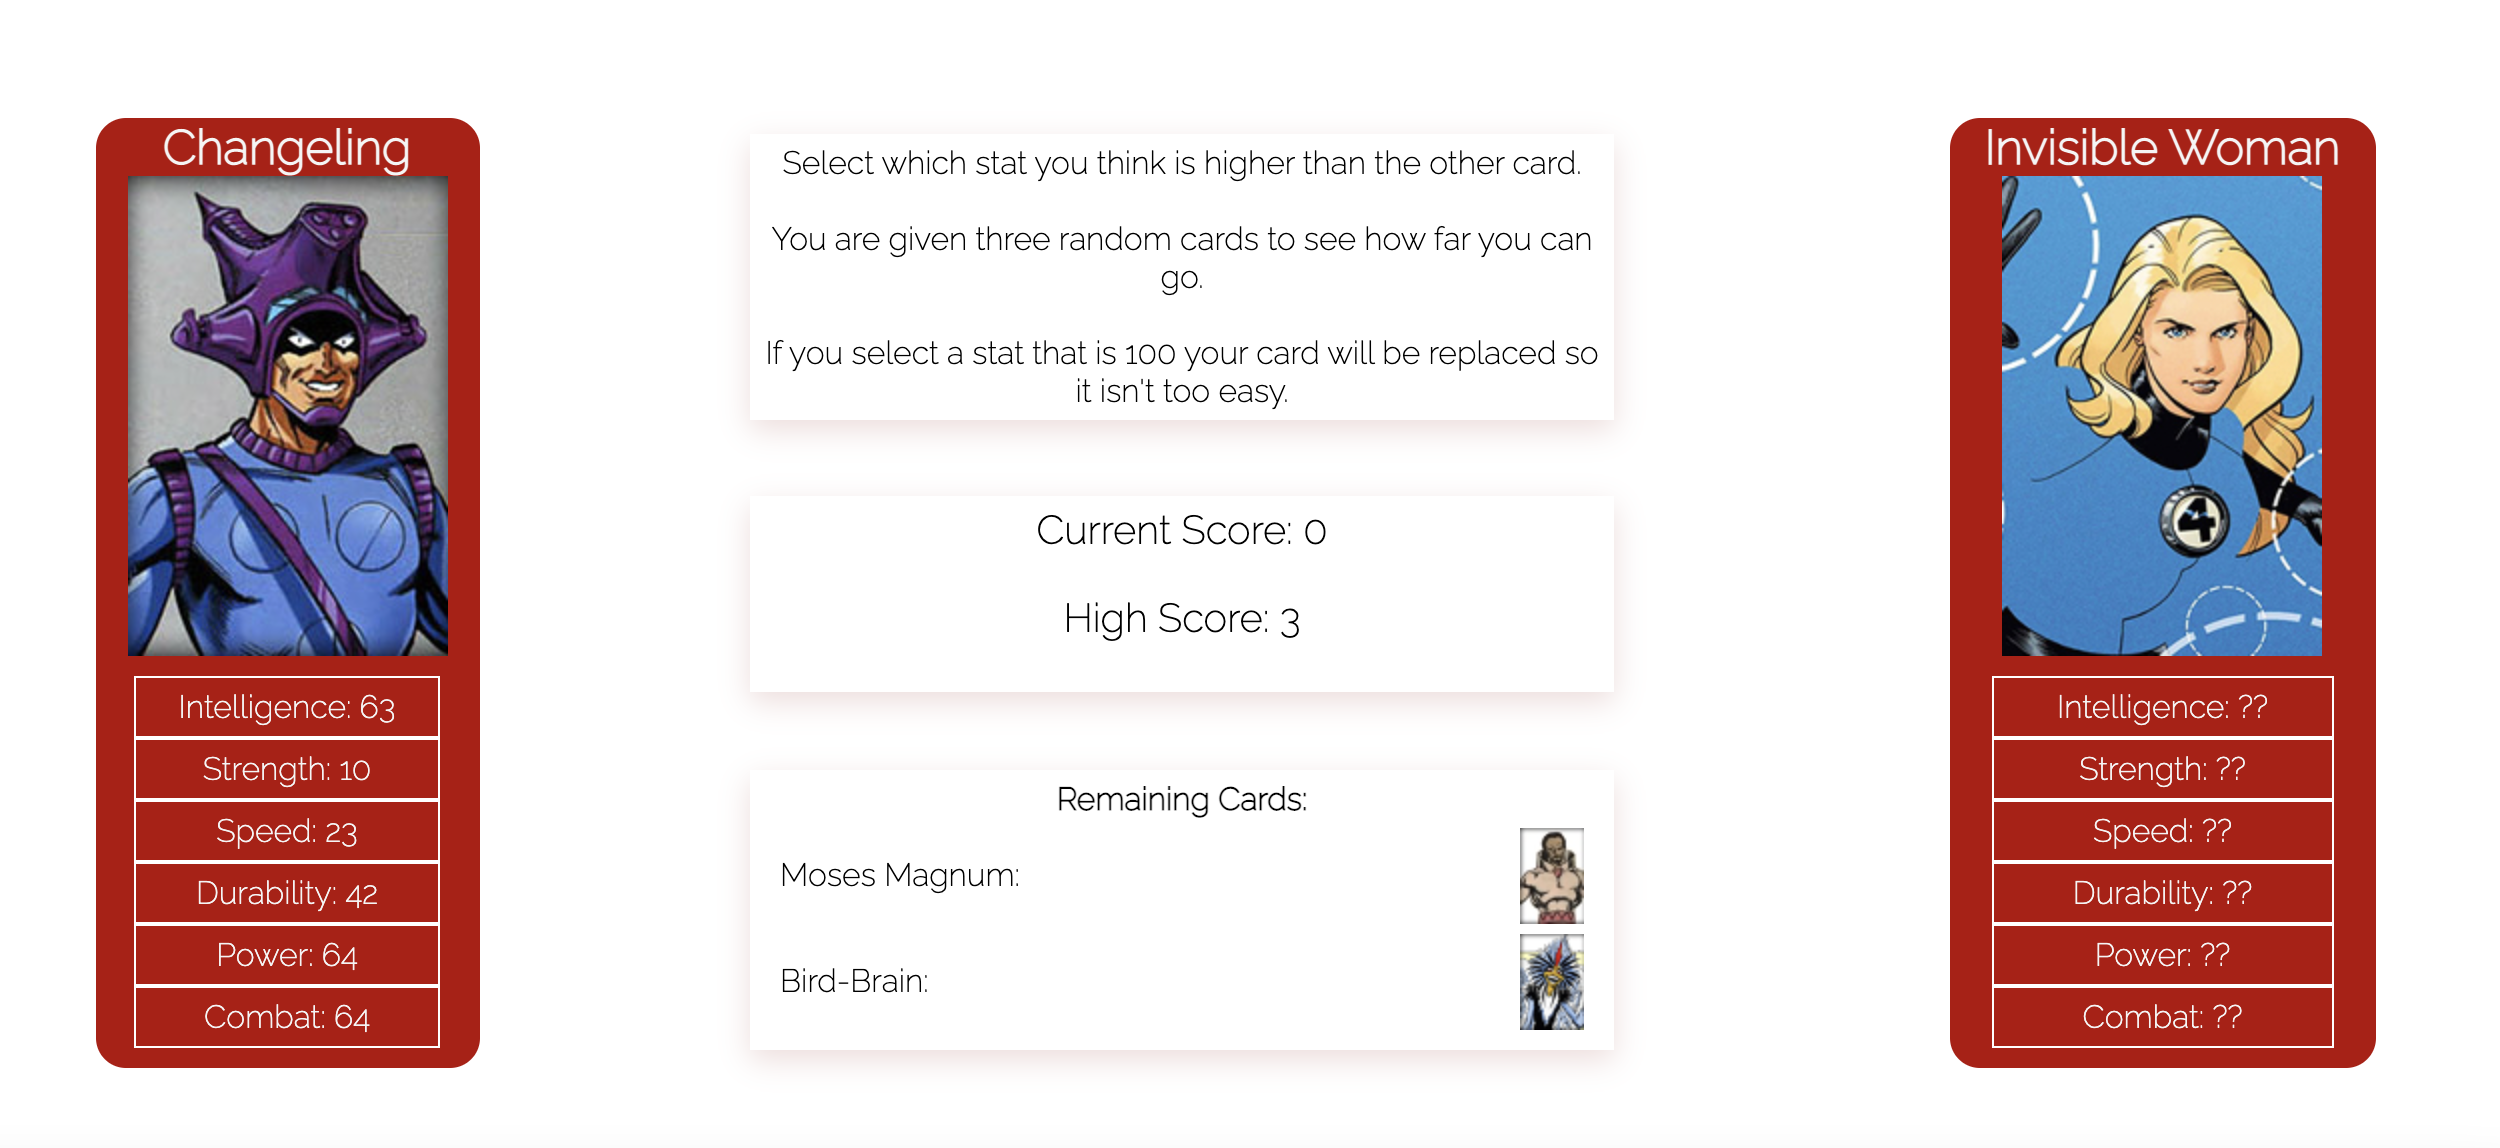 Changeling
Intelligence: 63
Strength: 10
Speed: 23
Durability: 42
Power: 64
Combat: 64
Select which stat you think is higher than the other card.
You are given three random cards to see how far you can
go.
If you select a stat that is 100 your card will be replaced so
it isn't too easy.
Current Score: 0
High Score: 3
Remaining Cards:
Moses Magnum:
Bird-Brain:
Invisible Woman
4
Intelligence: ??
Strength: ??
Speed: ??
Durability: ??
Power: ??
Combat: ??